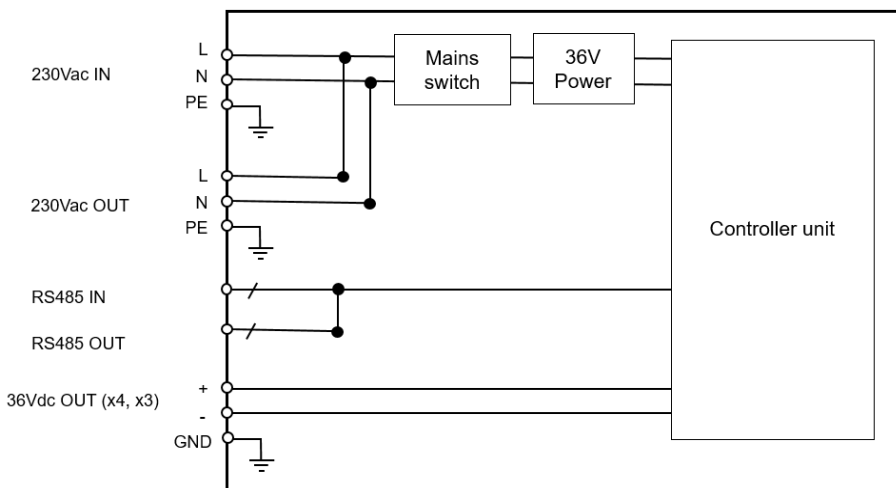 230Vac IN
L
N
PE
Mains
switch
36V
Power
Controller unit
230Vac OUT
L
N
PE
RS485 IN
RS485 OUT
36Vdc OUT (x4, x3)
+
-
GND